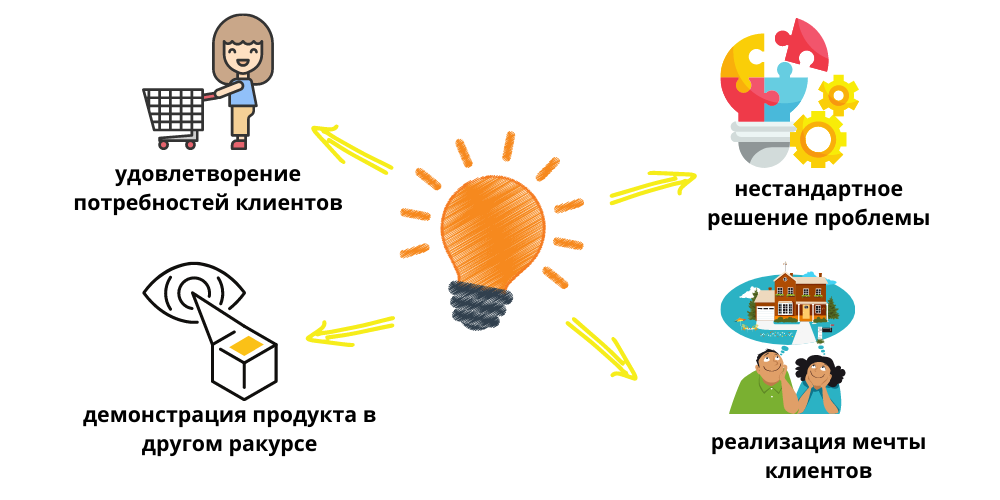 удовлетворение
потребностей клиентов
нестандартное
решение проблемы
демонстрация продукта в
другом ракурсе
реализация мечты
клиентов